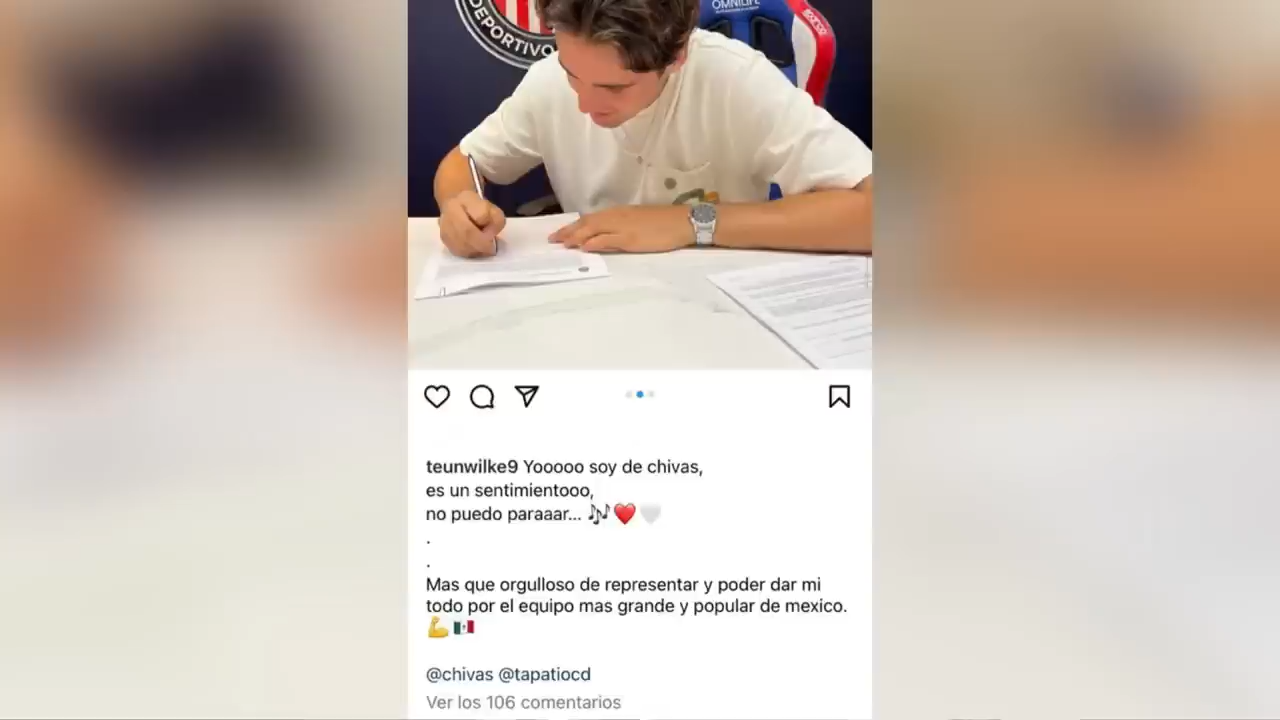 OMNILIFE
sparco
DEPORTIVO
teunwilke9 Yooooo soy de chivas,
es un sentimientooo,
no puedo paraaar... 🎶❤️🤍
.
.
Mas que orgulloso de representar y poder dar mi
todo por el equipo mas grande y popular de mexico.
💪🇲🇽
@chivas @tapatiocd
Ver los 106 comentarios